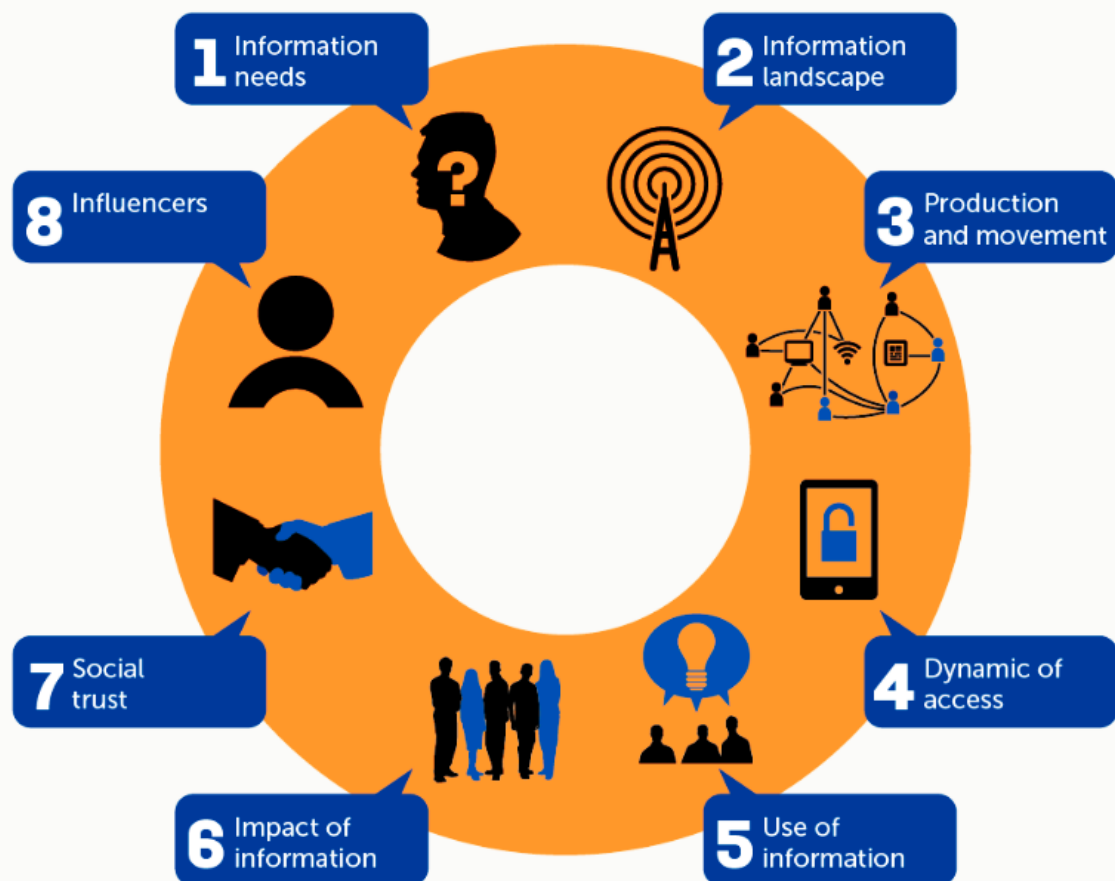 1 Information
needs
2 Information
landscape
3 Production
and movement
4 Dynamic of
access
5 Use of
information
6 Impact of
information
7 Social
trust
8 Influencers
?